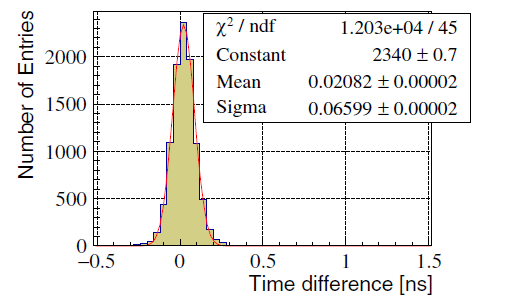 Number of Entries
χ² / ndf 1.203e+04 / 45
Constant 2340 ± 0.7
Mean 0.02082 ± 0.00002
Sigma 0.06599 ± 0.00002
2000
1500
1000
500
0
−0.5 0 0.5 1 1.5
Time difference [ns]